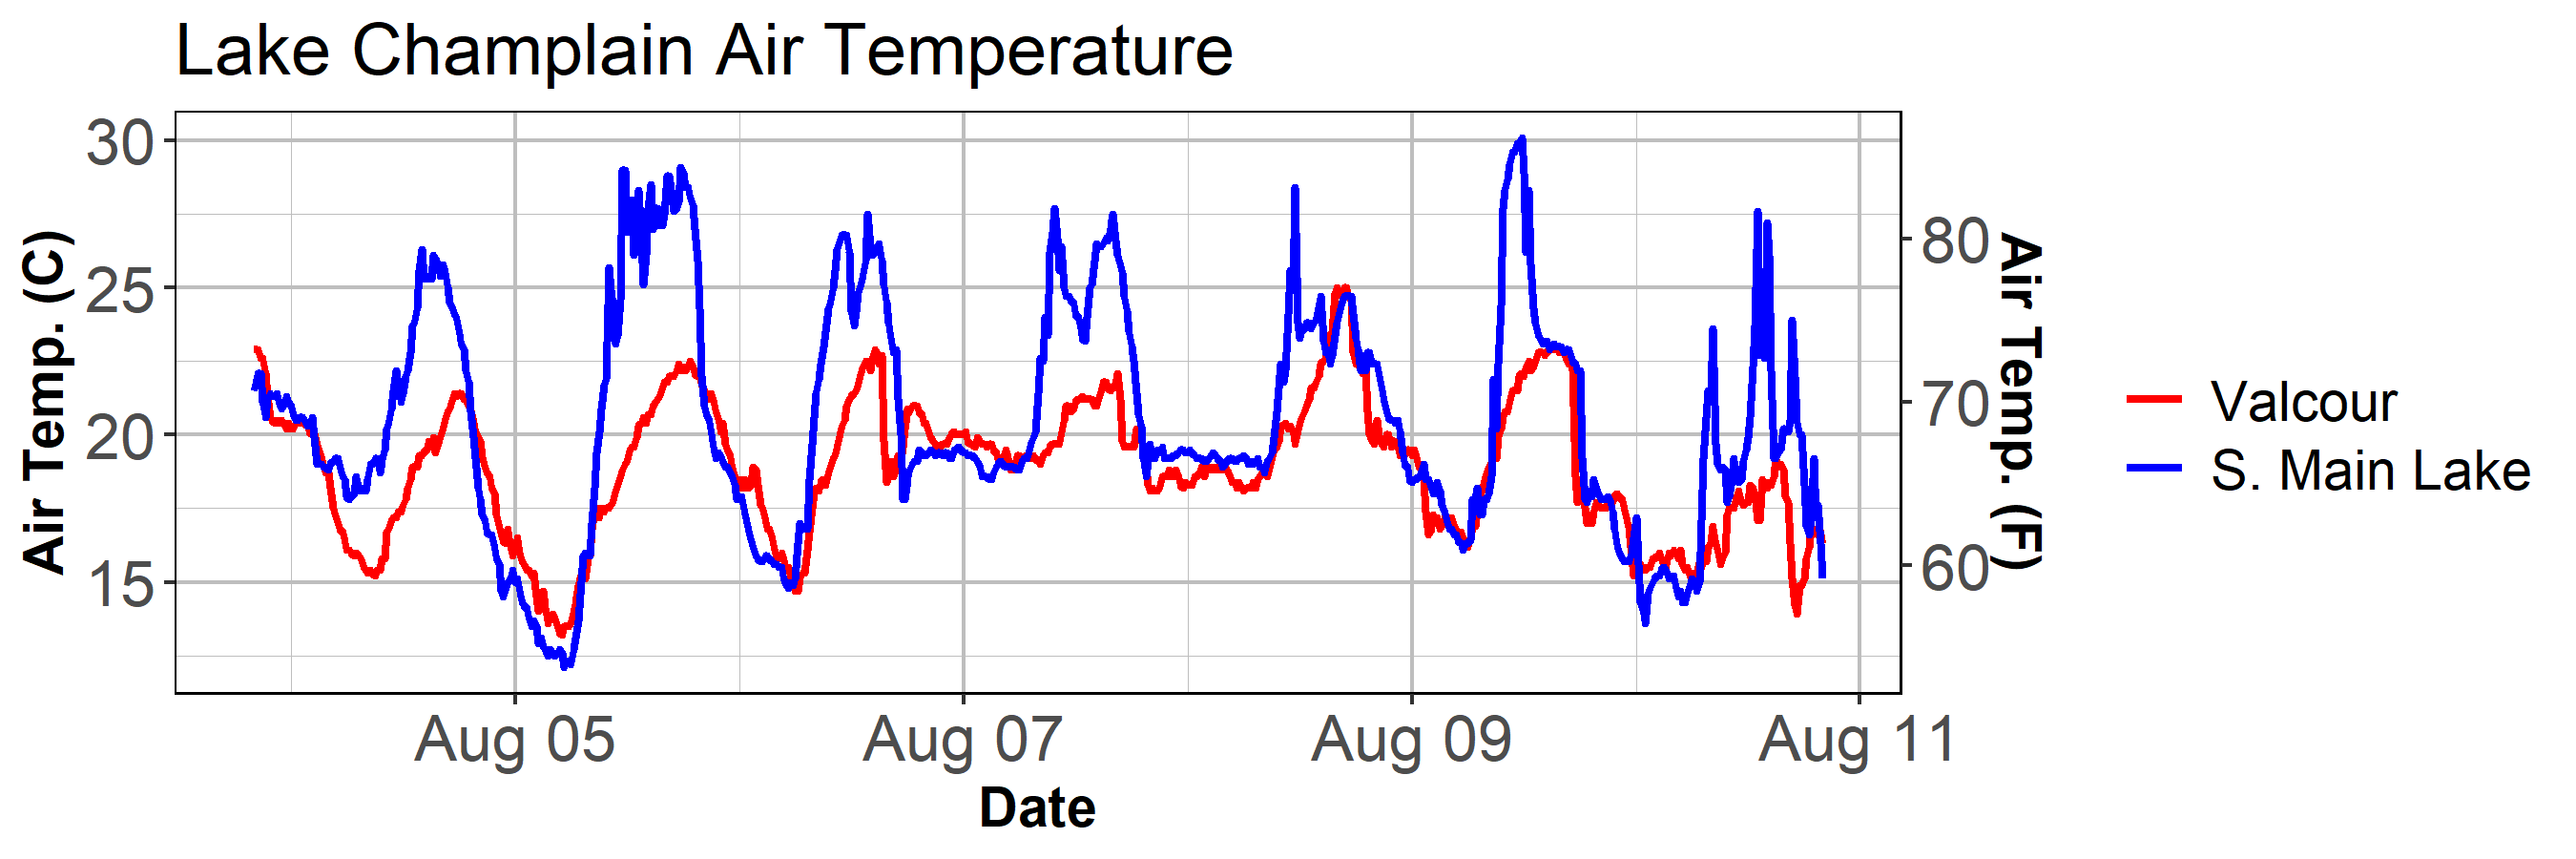 Lake Champlain Air Temperature
Air Temp. (C)
30
25
20
15
80
70
60
Air Temp. (F)
Aug 05
Aug 07
Aug 09
Aug 11
Date
Valcour
S. Main Lake